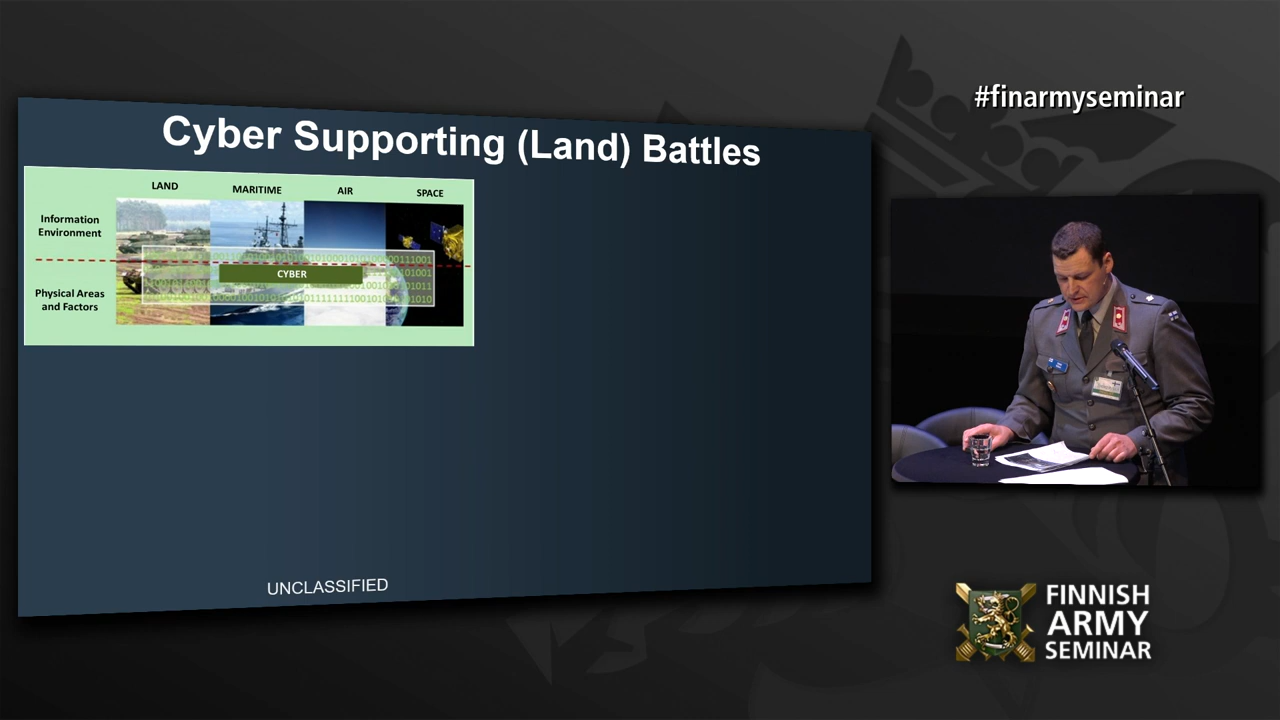 #finarmyseminar
Cyber Supporting (Land) Battles
LAND MARITIME AIR SPACE
Information
Environment
CYBER
Physical Areas
and Factors
UNCLASSIFIED
FINNISH
ARMY
SEMINAR